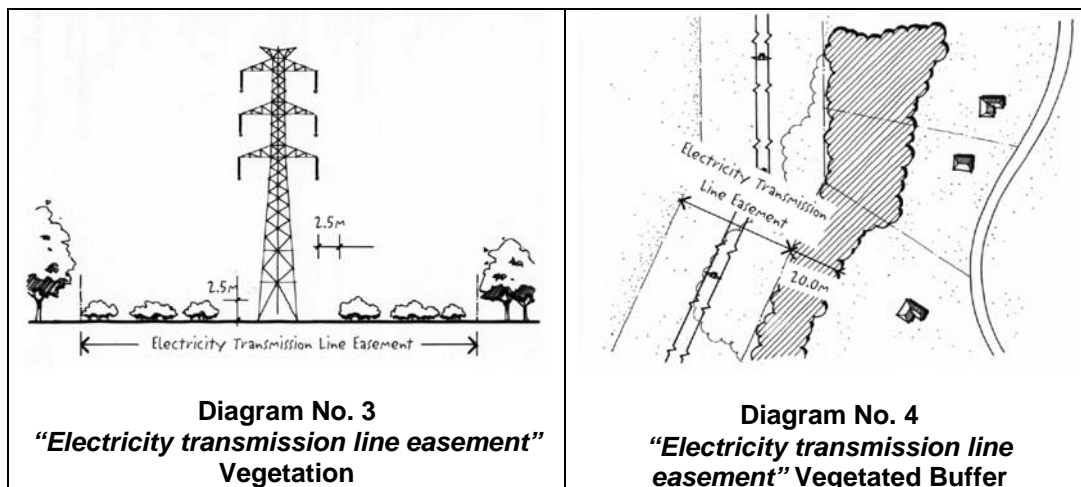 2.5M
2.5M
Electricity Transmission Line Easement
Diagram No. 3
“Electricity transmission line easement”
Vegetation
Electricity Transmission
Line Easement
20.0M
Diagram No. 4
“Electricity transmission line
easement” Vegetated Buffer